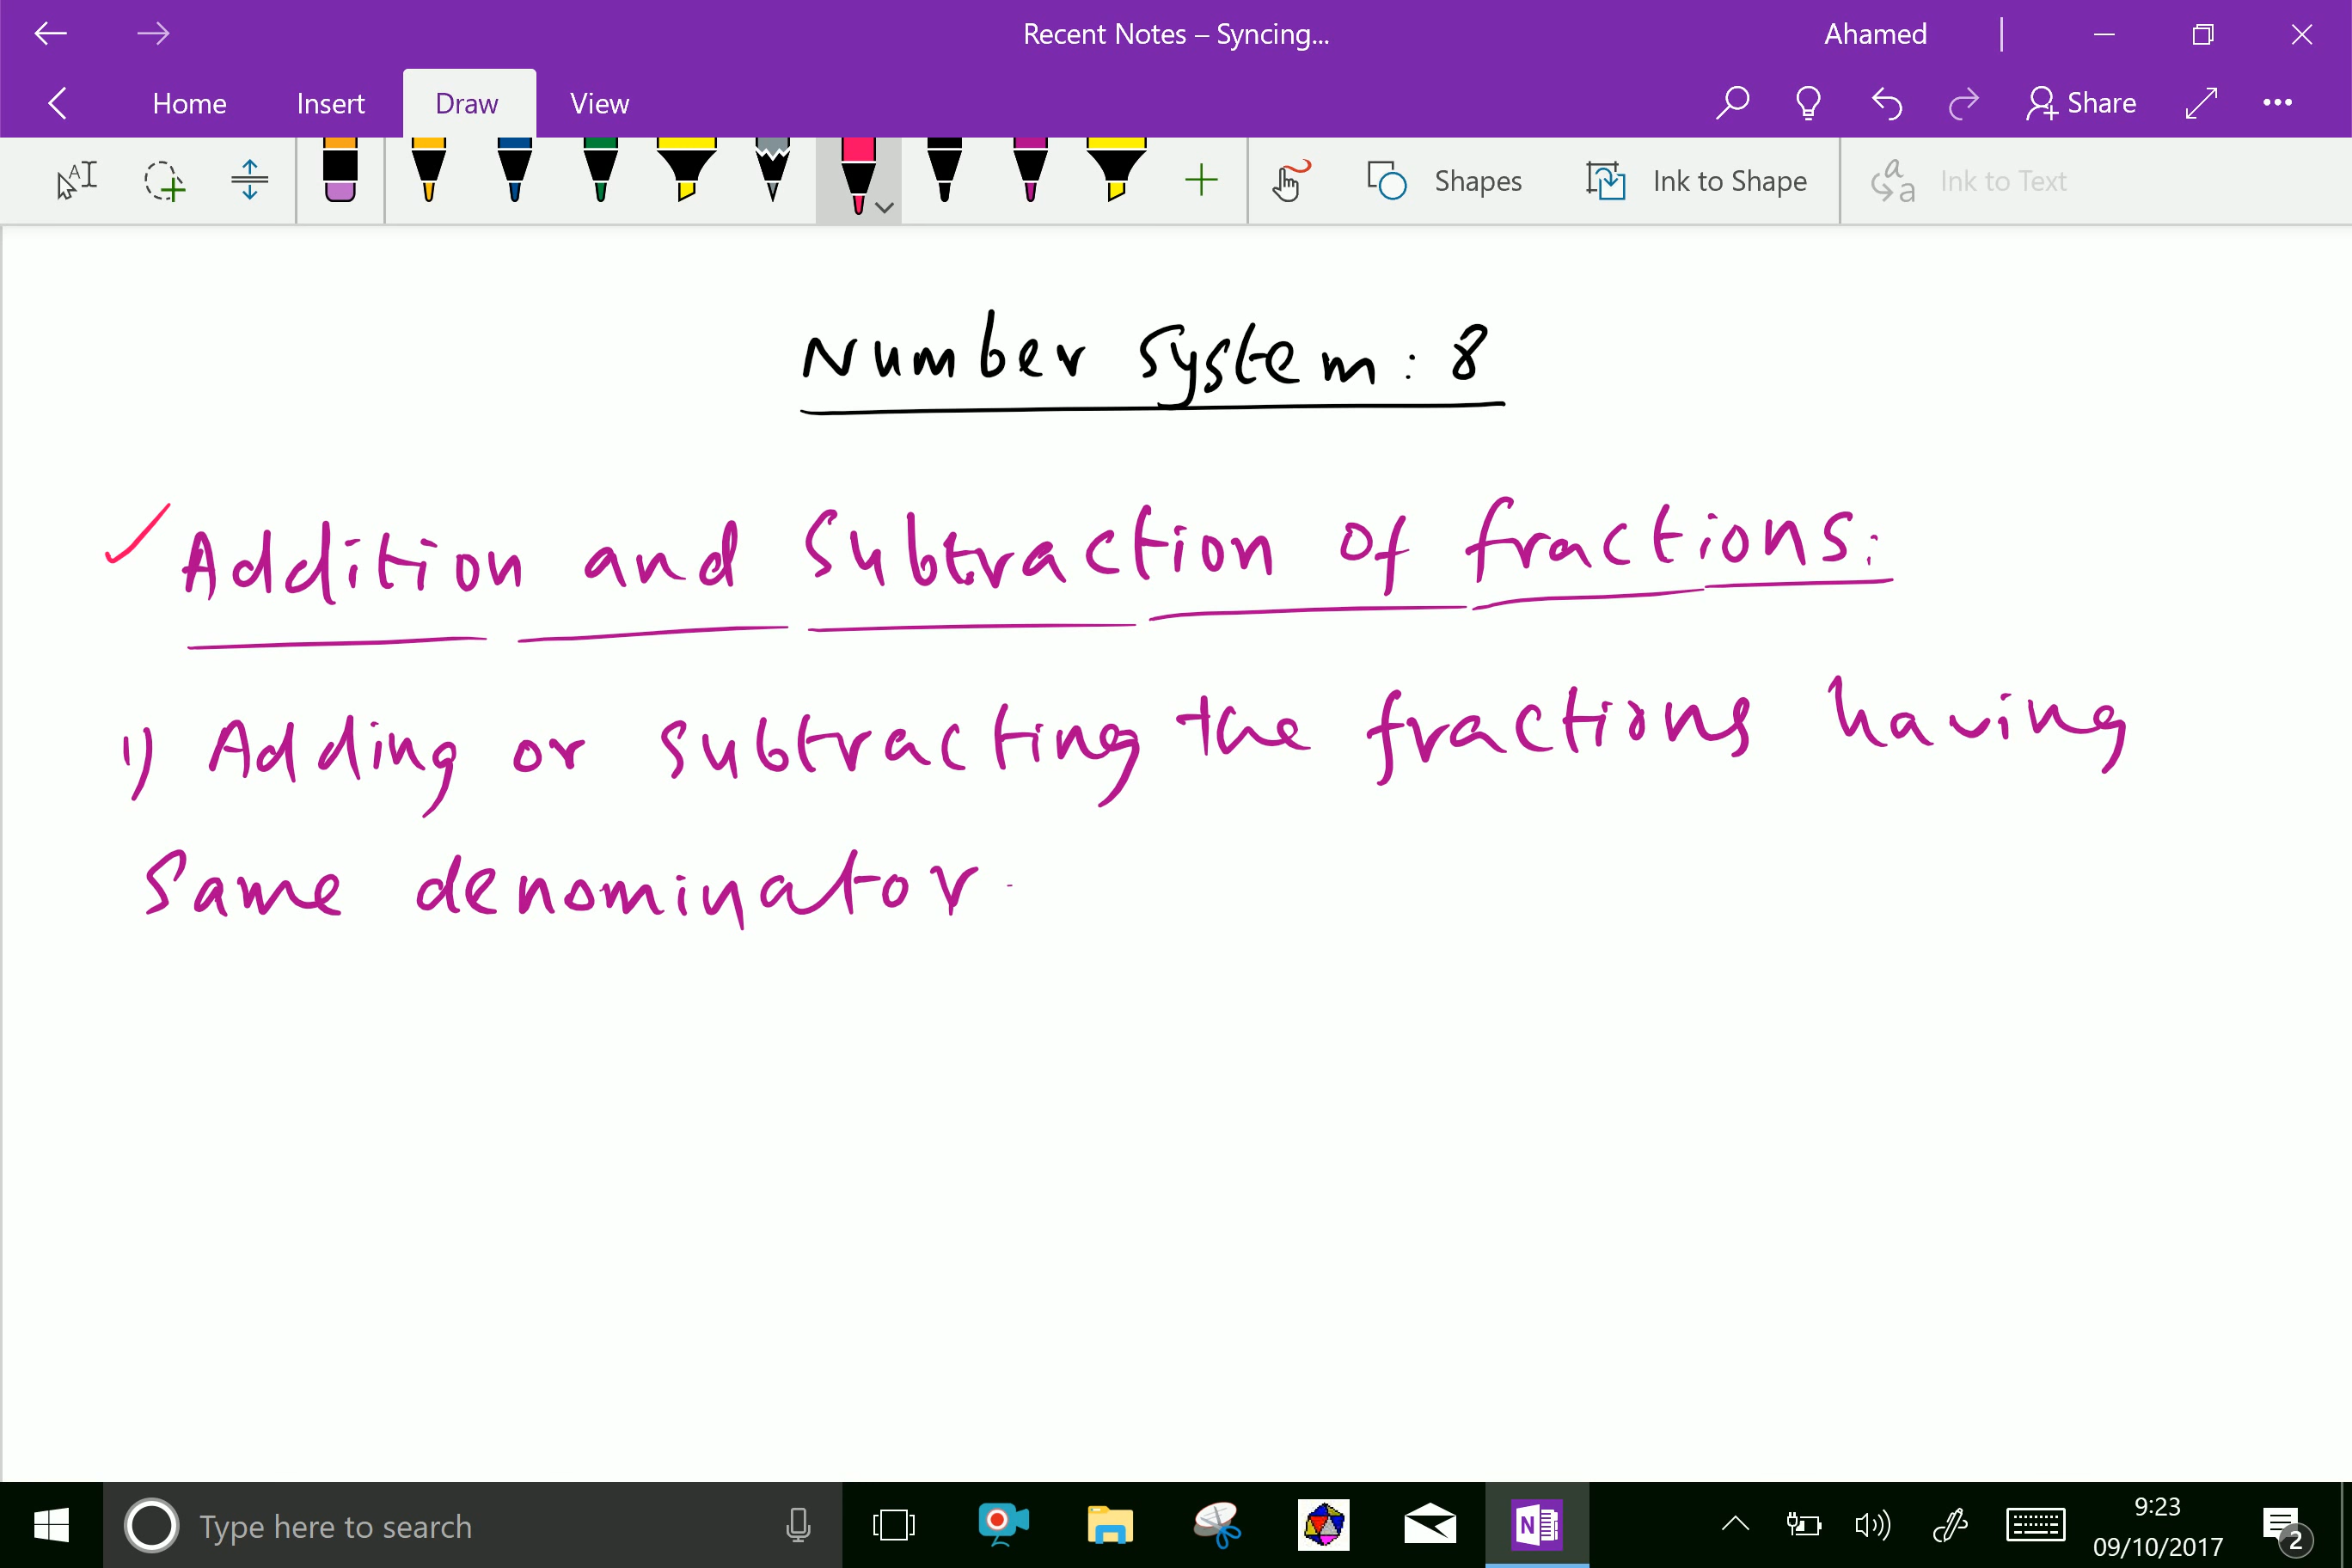 Recent Notes – Syncing...
Ahamed
Home Insert Draw View Share
Shapes Ink to Shape Ink to Text
Number System: 8
Addition and Subtraction of fractions:
1) Adding or subtracting the fractions having
Same denominator.
Type here to search
9:23
09/10/2017
2